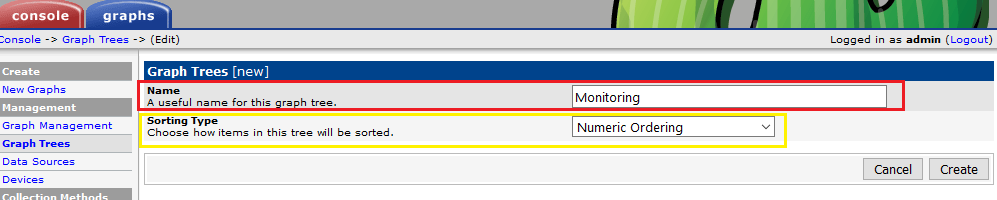 console graphs
Console -> Graph Trees -> (Edit) Logged in as admin (Logout)
Create
New Graphs
Management
Graph Management
Graph Trees
Data Sources
Devices
Collection Methods
Graph Trees [new]
Name
A useful name for this graph tree.
Monitoring
Sorting Type
Choose how items in this tree will be sorted.
Numeric Ordering
Cancel Create